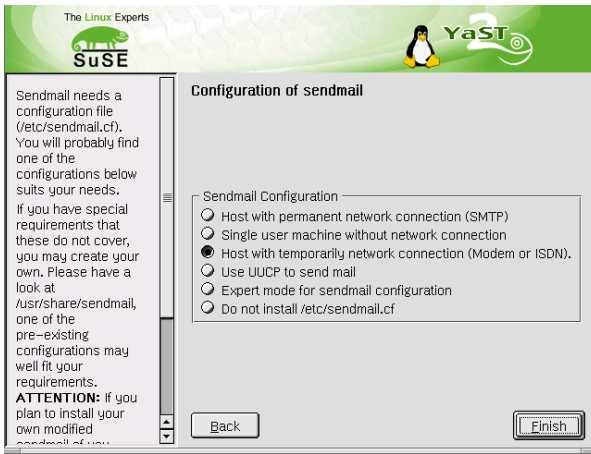 The Linux Experts
SuSE
YaST
2
Sendmail needs a
configuration file
(/etc/sendmail.cf).
You will probably find
one of the
configurations below
suits your needs.
If you have special
requirements that
these do not cover,
you may create your
own. Please have a
look at
/usr/share/sendmail,
one of the
pre-existing
configurations may
well fit your
requirements.
ATTENTION: If you
plan to install your
own modified
Configuration of sendmail
Sendmail Configuration
Host with permanent network connection (SMTP)
Single user machine without network connection
Host with temporarily network connection (Modem or ISDN).
Use UUCP to send mail
Expert mode for sendmail configuration
Do not install /etc/sendmail.cf
Back
Finish